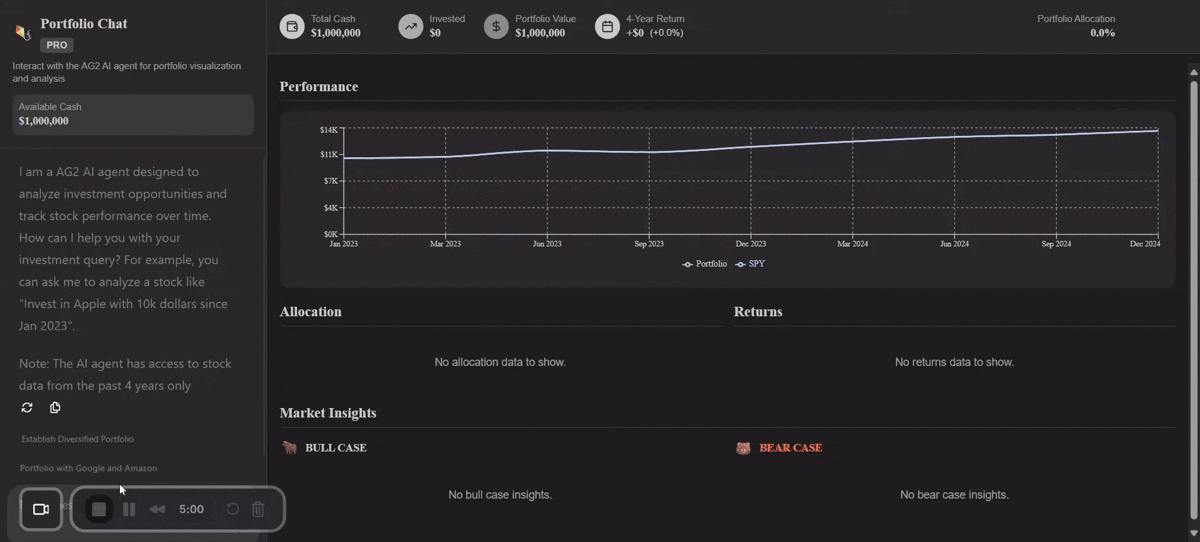 Portfolio Chat
PRO
Interact with the AG2 AI agent for portfolio visualization
and analysis
Available Cash
$1,000,000
I am a AG2 AI agent designed to
analyze investment opportunities and
track stock performance over time.
How can I help you with your
investment query? For example, you
can ask me to analyze a stock like
"Invest in Apple with 10k dollars since
Jan 2023".
Note: The AI agent has access to stock
data from the past 4 years only
Establish Diversified Portfolio
Portfolio with Google and Amazon
5:00
Total Cash
$1,000,000
Invested
$0
Portfolio Value
$1,000,000
4-Year Return
+$0 (+0.0%)
Portfolio Allocation
0.0%
Performance
$14K
$11K
$7K
$4K
$0K
Jan 2023 Mar 2023 Jun 2023 Sep 2023 Dec 2023 Mar 2024 Jun 2024 Sep 2024 Dec 2024
Portfolio SPY
Allocation
No allocation data to show.
Returns
No returns data to show.
Market Insights
BULL CASE
No bull case insights.
BEAR CASE
No bear case insights.